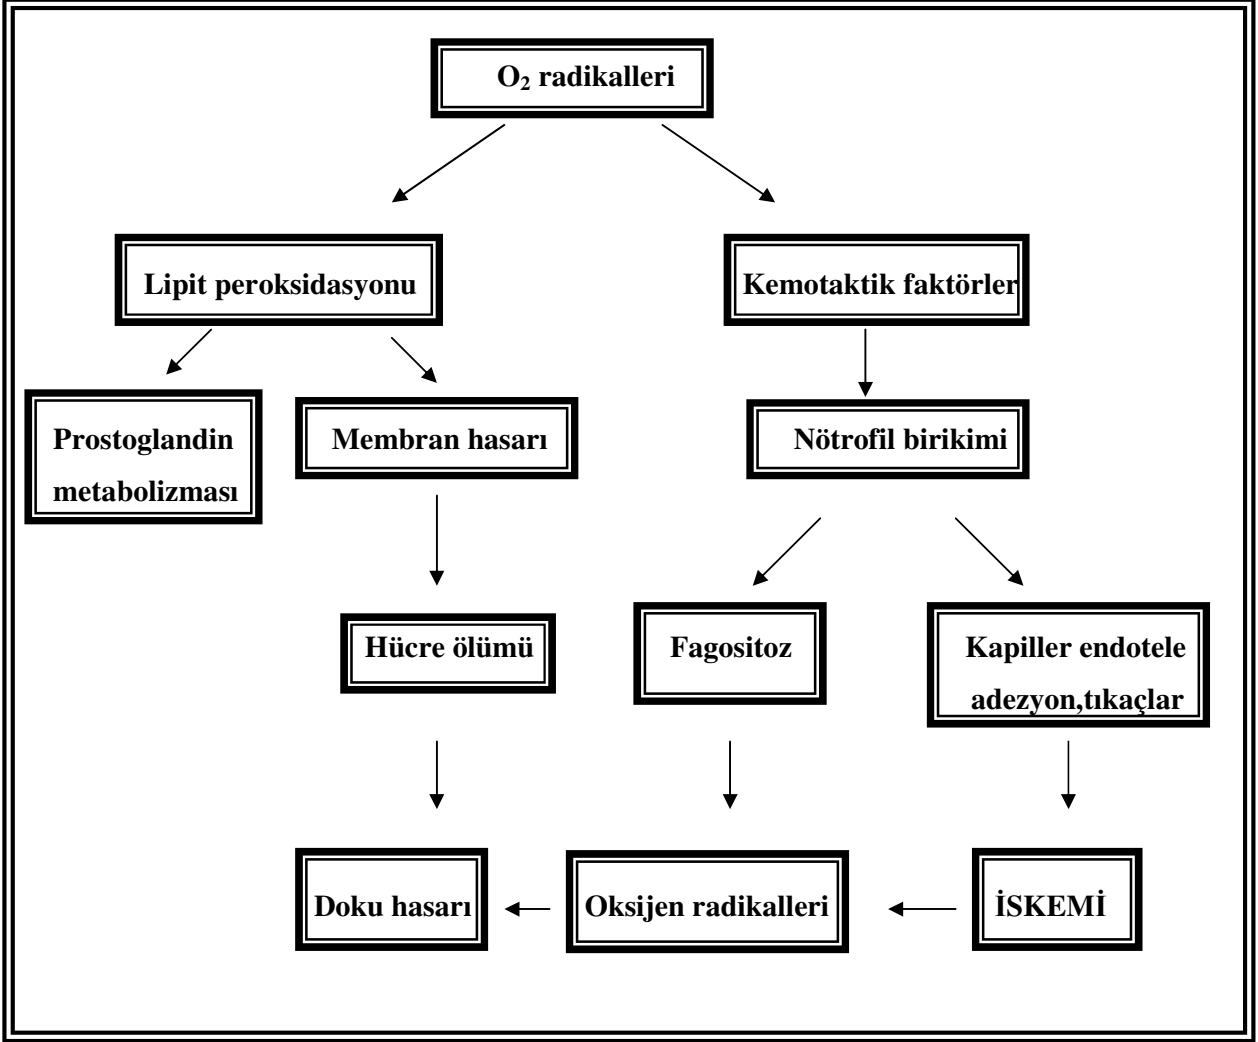 O₂ radikalleri
Lipit peroksidasyonu
Kemotaktik faktörler
Prostoglandin
metabolizması
Membran hasarı
Nötrofil birikimi
Hücre ölümü
Fagositoz
Kapiller endotele
adezyon,tıkaçlar
Doku hasarı
Oksijen radikalleri
İSKEMİ